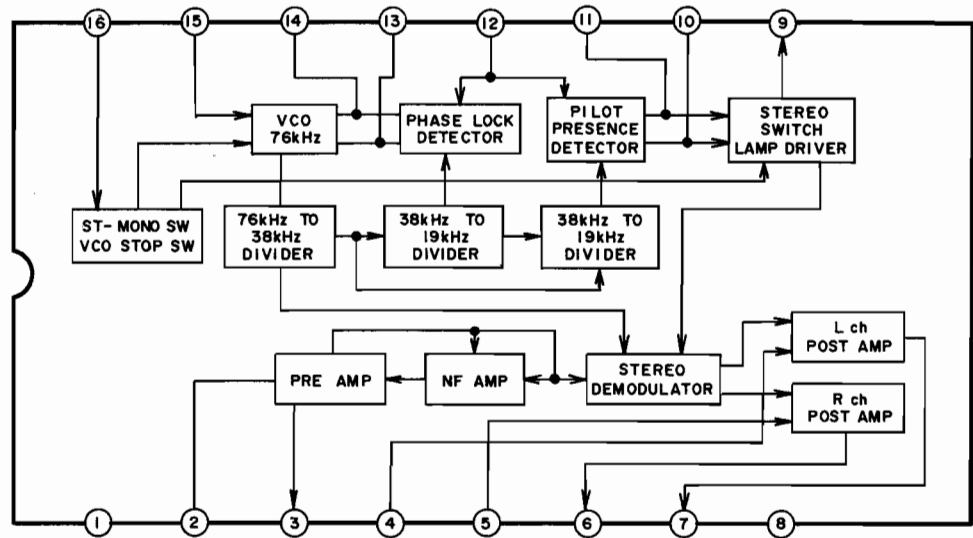 16 15 14 13 12 11 10 9
VCO
76kHz
PHASE LOCK
DETECTOR
PILOT
PRESENCE
DETECTOR
STEREO
SWITCH
LAMP DRIVER
ST-MONO SW
VCO STOP SW
76kHz TO
38kHz
DIVIDER
38kHz TO
19kHz
DIVIDER
38kHz TO
19kHz
DIVIDER
PRE AMP
NF AMP
STEREO
DEMODULATOR
L ch
POST AMP
R ch
POST AMP
1 2 3 4 5 6 7 8